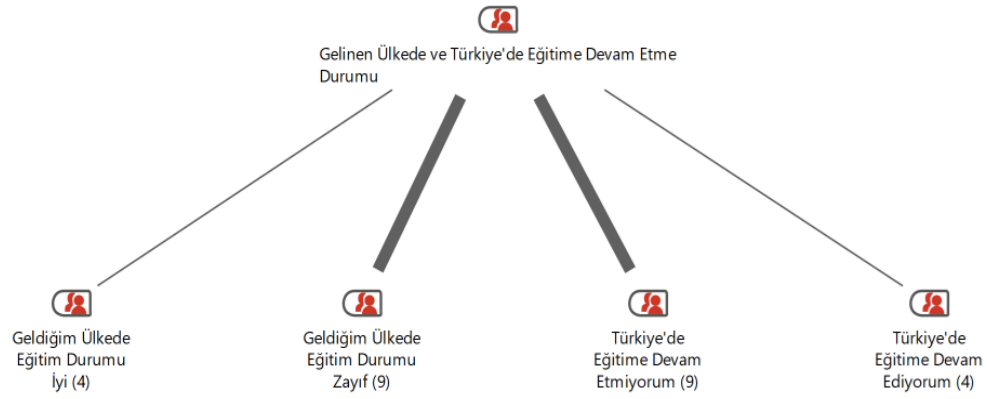 Gelinen Ülkede ve Türkiye'de Eğitime Devam Etme
Durumu
Geldiğim Ülkede
Eğitim Durumu
İyi (4)
Geldiğim Ülkede
Eğitim Durumu
Zayıf (9)
Türkiye'de
Eğitime Devam
Etmiyorum (9)
Türkiye'de
Eğitime Devam
Ediyorum (4)